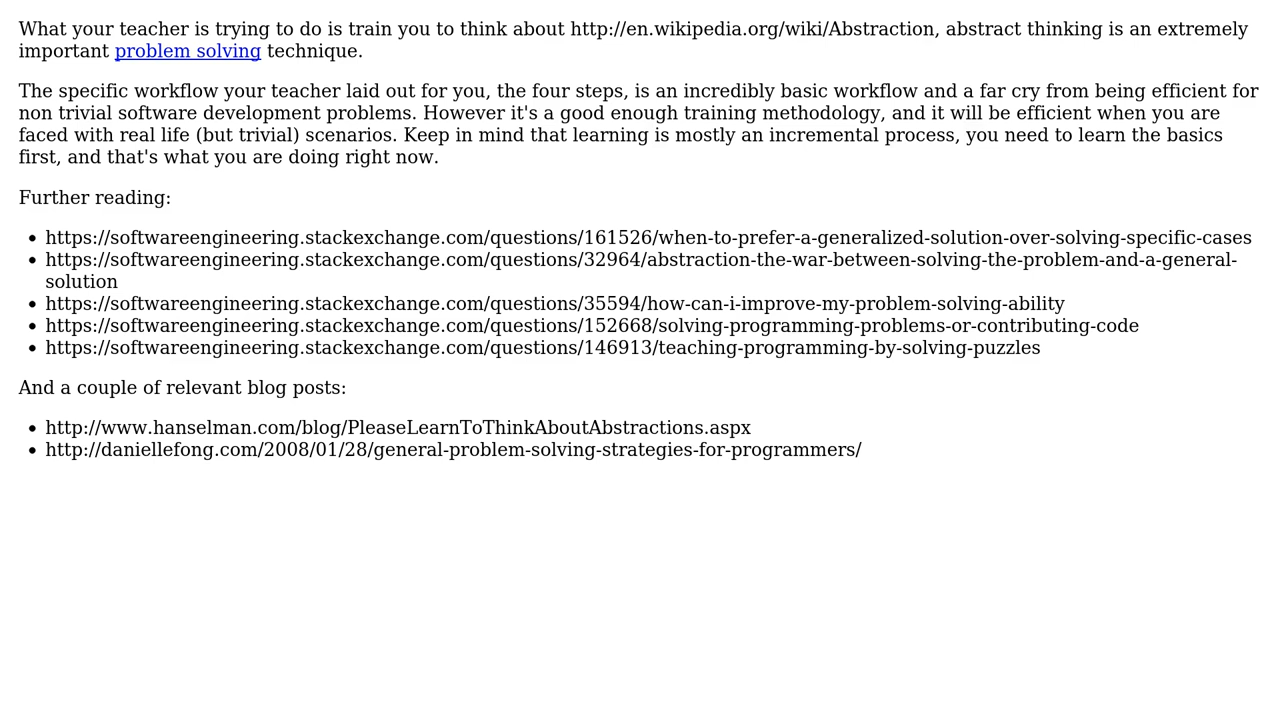 What your teacher is trying to do is train you to think about http://en.wikipedia.org/wiki/Abstraction, abstract thinking is an extremely
important problem solving technique.
The specific workflow your teacher laid out for you, the four steps, is an incredibly basic workflow and a far cry from being efficient for
non trivial software development problems. However it's a good enough training methodology, and it will be efficient when you are
faced with real life (but trivial) scenarios. Keep in mind that learning is mostly an incremental process, you need to learn the basics
first, and that's what you are doing right now.
Further reading:
• https://softwareengineering.stackexchange.com/questions/161526/when-to-prefer-a-generalized-solution-over-solving-specific-cases
• https://softwareengineering.stackexchange.com/questions/32964/abstraction-the-war-between-solving-the-problem-and-a-general-
solution
• https://softwareengineering.stackexchange.com/questions/35594/how-can-i-improve-my-problem-solving-ability
• https://softwareengineering.stackexchange.com/questions/152668/solving-programming-problems-or-contributing-code
• https://softwareengineering.stackexchange.com/questions/146913/teaching-programming-by-solving-puzzles
And a couple of relevant blog posts:
• http://www.hanselman.com/blog/PleaseLearnToThinkAboutAbstractions.aspx
• http://daniellefong.com/2008/01/28/general-problem-solving-strategies-for-programmers/